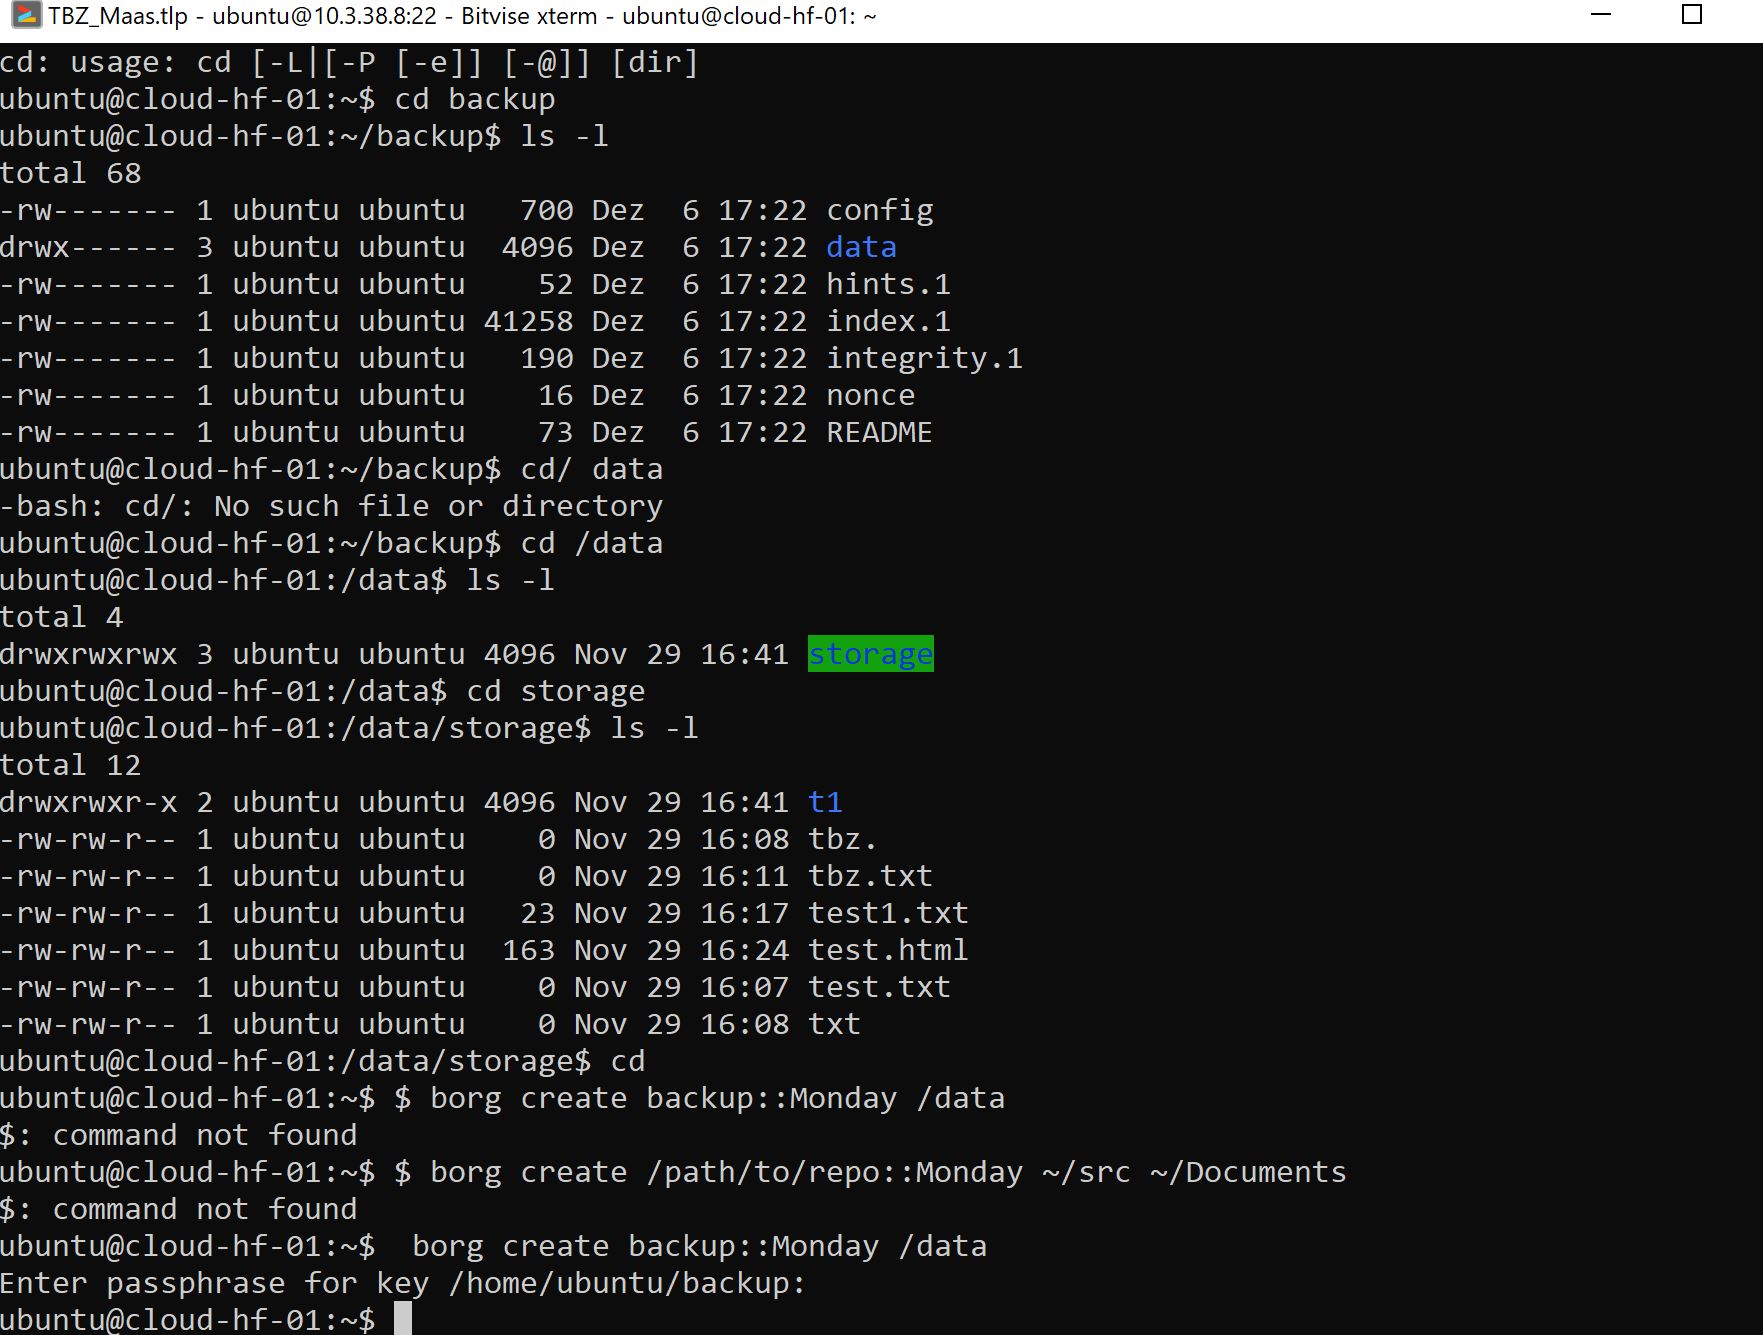 TBZ_Maas.tlp - ubuntu@10.3.38.8:22 - Bitvise xterm - ubuntu@cloud-hf-01: ~
cd: usage: cd [-L|[-P [-e]] [-@]] [dir]
ubuntu@cloud-hf-01:~$ cd backup
ubuntu@cloud-hf-01:~/backup$ ls -l
total 68
-rw------- 1 ubuntu ubuntu   700 Dez  6 17:22 config
drwx------ 3 ubuntu ubuntu  4096 Dez  6 17:22 data
-rw------- 1 ubuntu ubuntu    52 Dez  6 17:22 hints.1
-rw------- 1 ubuntu ubuntu 41258 Dez  6 17:22 index.1
-rw------- 1 ubuntu ubuntu   190 Dez  6 17:22 integrity.1
-rw------- 1 ubuntu ubuntu    16 Dez  6 17:22 nonce
-rw------- 1 ubuntu ubuntu    73 Dez  6 17:22 README
ubuntu@cloud-hf-01:~/backup$ cd/ data
-bash: cd/: No such file or directory
ubuntu@cloud-hf-01:~/backup$ cd /data
ubuntu@cloud-hf-01:/data$ ls -l
total 4
drwxrwxrwx 3 ubuntu ubuntu 4096 Nov 29 16:41 storage
ubuntu@cloud-hf-01:/data$ cd storage
ubuntu@cloud-hf-01:/data/storage$ ls -l
total 12
drwxrwxr-x 2 ubuntu ubuntu 4096 Nov 29 16:41 t1
-rw-rw-r-- 1 ubuntu ubuntu    0 Nov 29 16:08 tbz.
-rw-rw-r-- 1 ubuntu ubuntu    0 Nov 29 16:11 tbz.txt
-rw-rw-r-- 1 ubuntu ubuntu   23 Nov 29 16:17 test1.txt
-rw-rw-r-- 1 ubuntu ubuntu  163 Nov 29 16:24 test.html
-rw-rw-r-- 1 ubuntu ubuntu    0 Nov 29 16:07 test.txt
-rw-rw-r-- 1 ubuntu ubuntu    0 Nov 29 16:08 txt
ubuntu@cloud-hf-01:/data/storage$ cd
ubuntu@cloud-hf-01:~$ $ borg create backup::Monday /data
$: command not found
ubuntu@cloud-hf-01:~$ $ borg create /path/to/repo::Monday ~/src ~/Documents
$: command not found
ubuntu@cloud-hf-01:~$  borg create backup::Monday /data
Enter passphrase for key /home/ubuntu/backup:
ubuntu@cloud-hf-01:~$